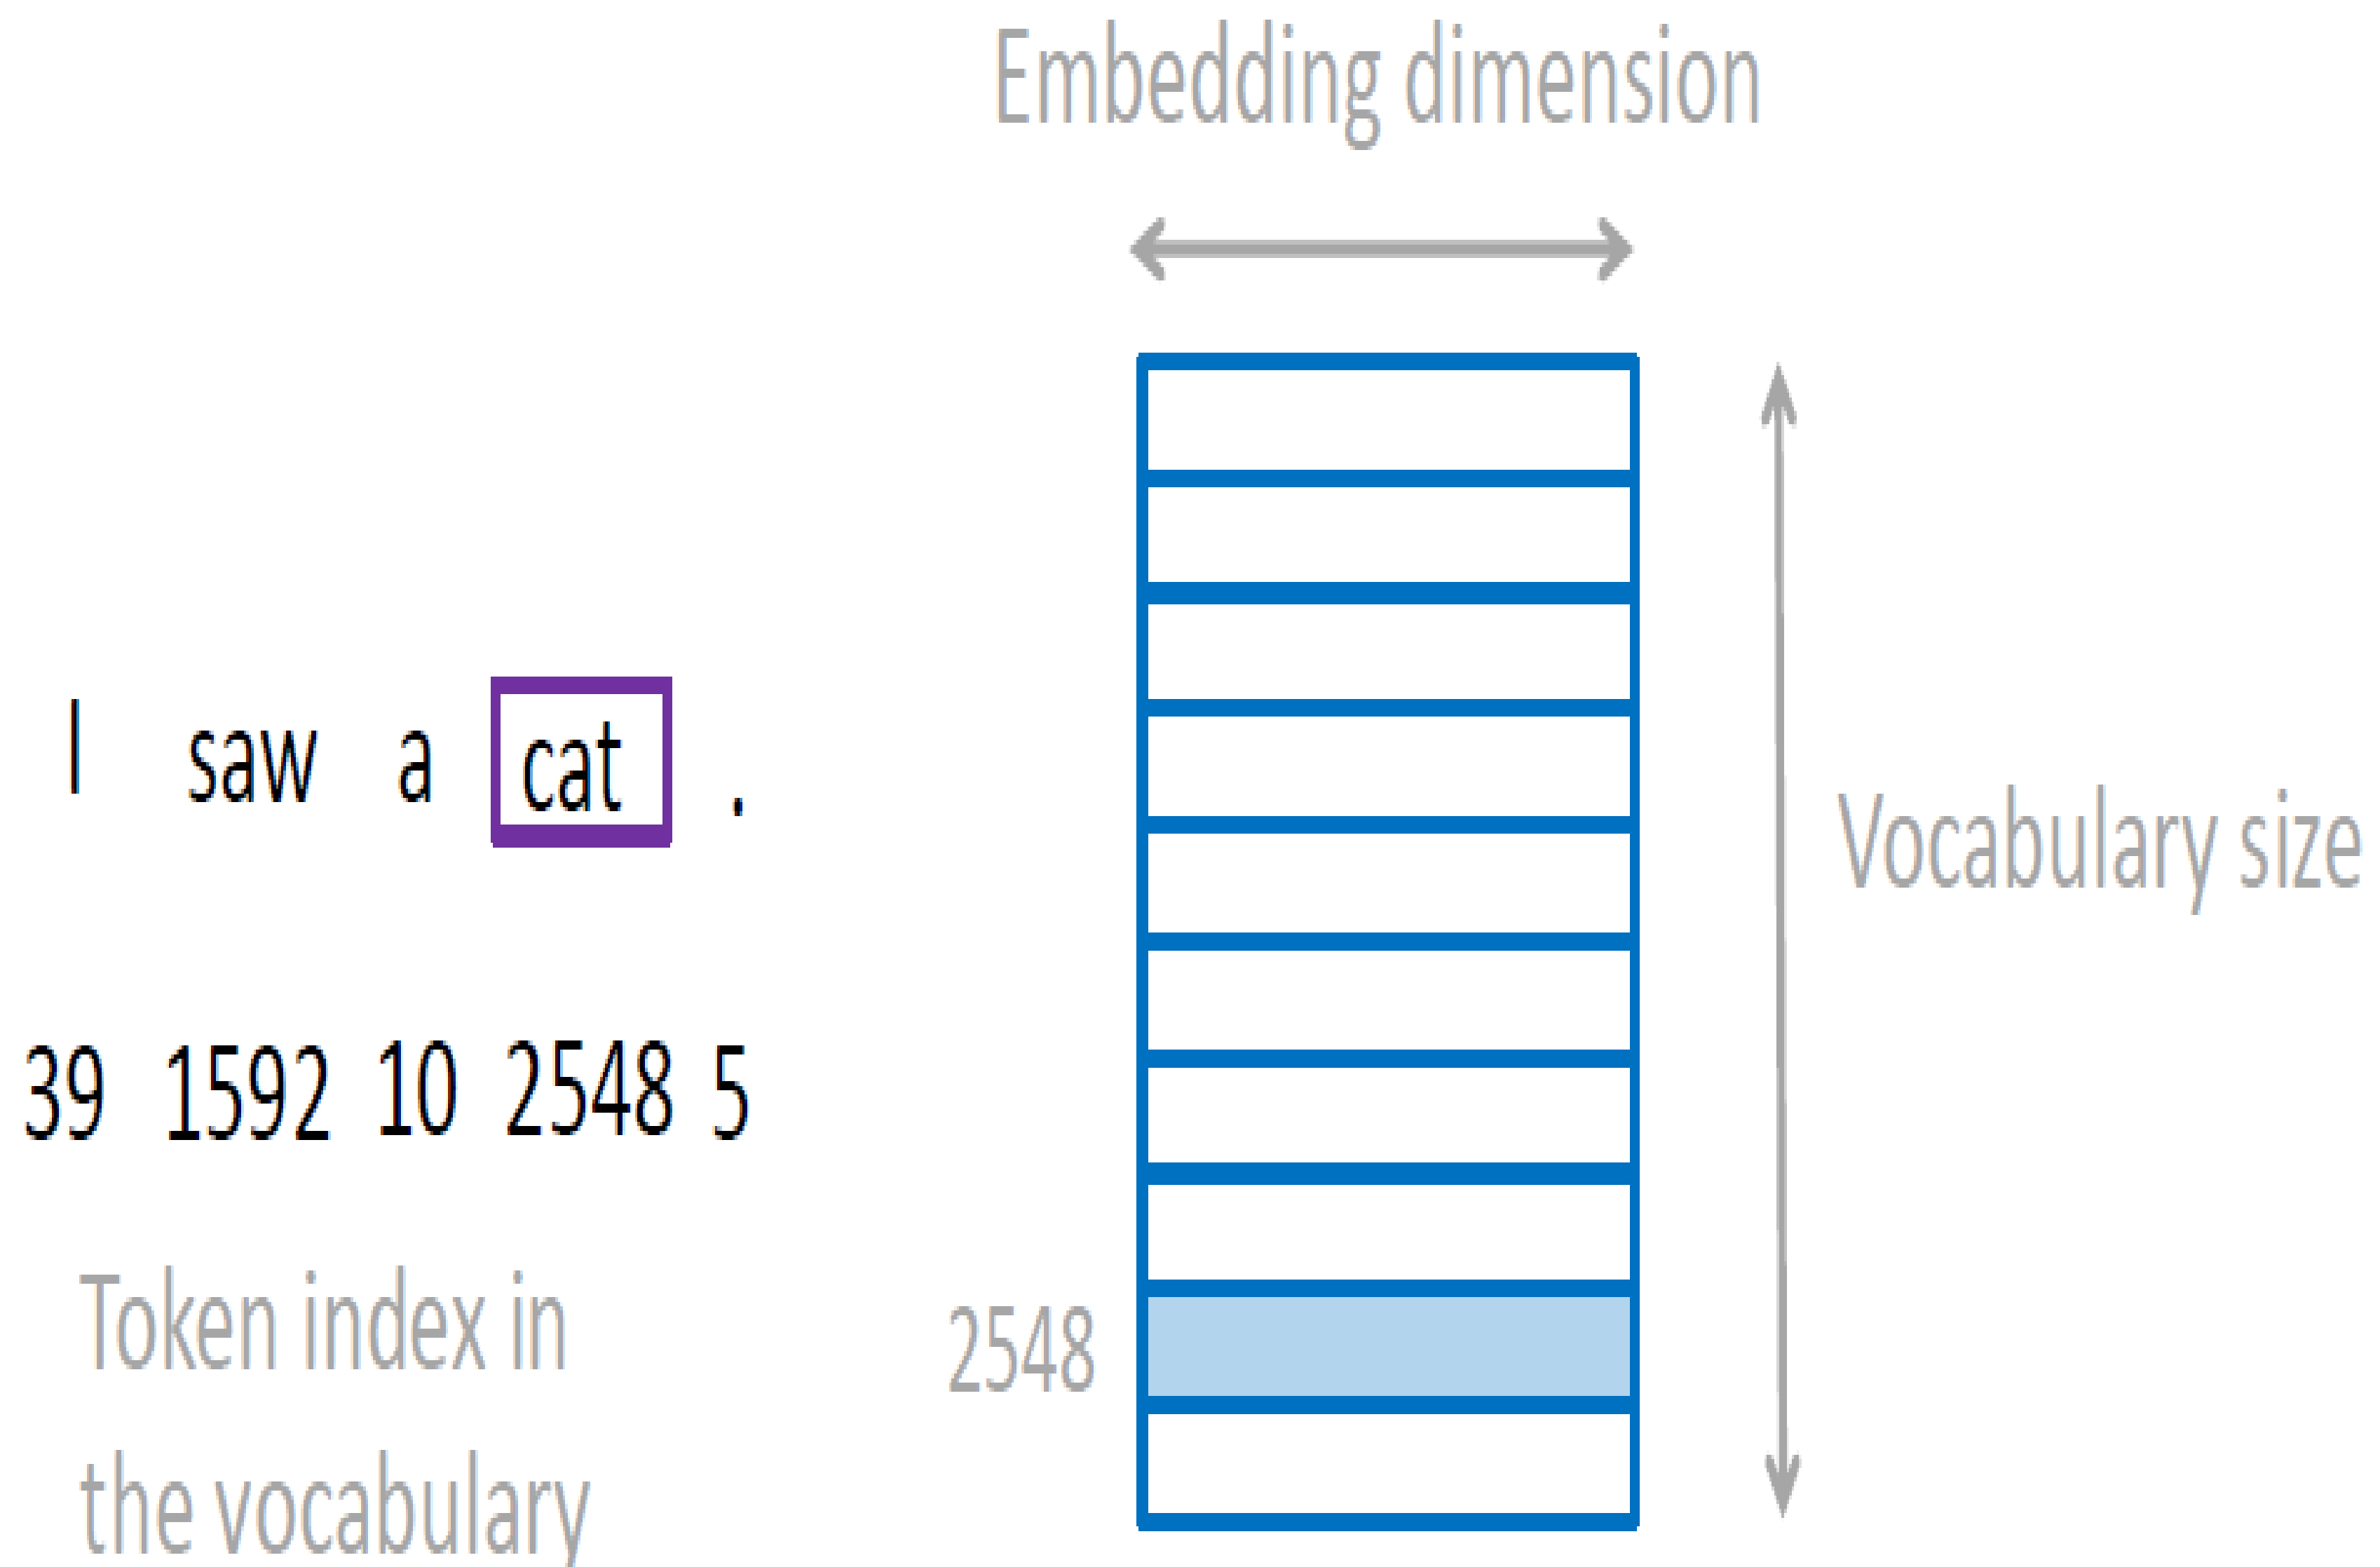 Embedding dimension
I saw a cat .
Vocabulary size
39 1592 10 2548 5
Token index in
the vocabulary
2548